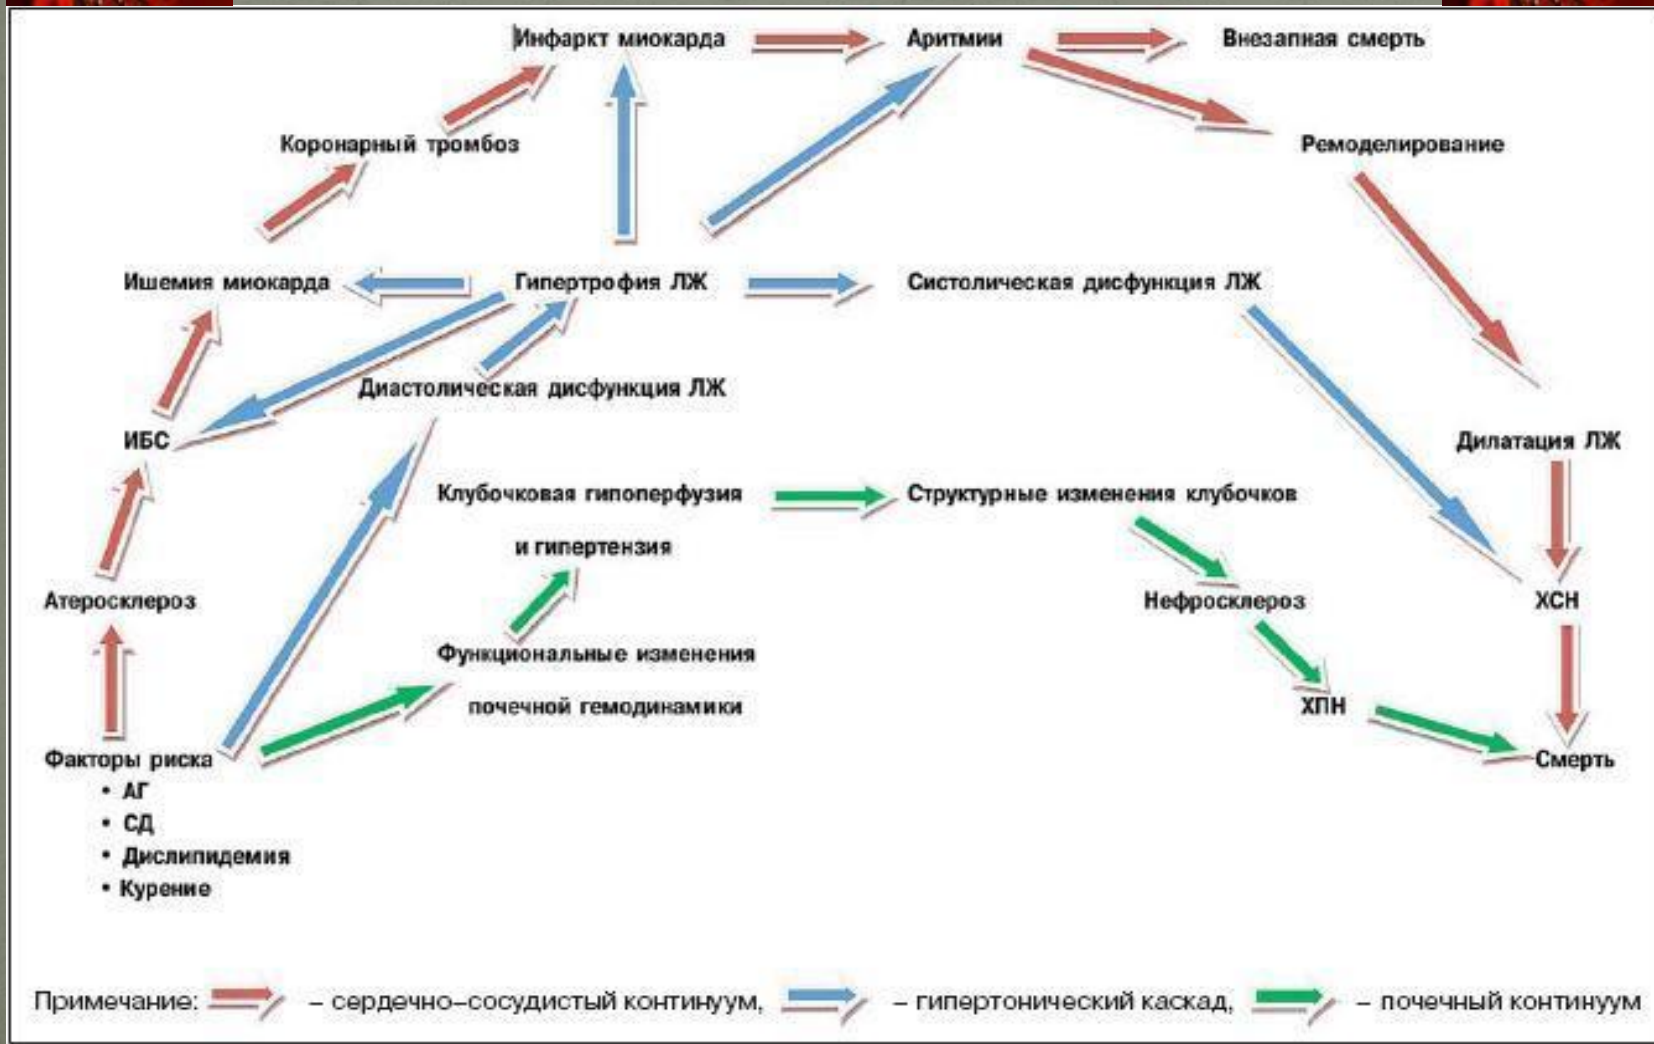 Инфаркт миокарда
Аритмии
Внезапная смерть
Коронарный тромбоз
Ремоделирование
Ишемия миокарда
Гипертрофия ЛЖ
Систолическая дисфункция ЛЖ
Диастолическая дисфункция ЛЖ
ИБС
Дилатация ЛЖ
Клубочковая гипоперфузия
и гипертензия
Структурные изменения клубочков
Атеросклероз
Нефросклероз
ХСН
Функциональные изменения
почечной гемодинамики
ХПН
Факторы риска
• АГ
• СД
• Дислипидемия
• Курение
Смерть
Примечание: – сердечно–сосудистый континуум, – гипертонический каскад, – почечный континуум